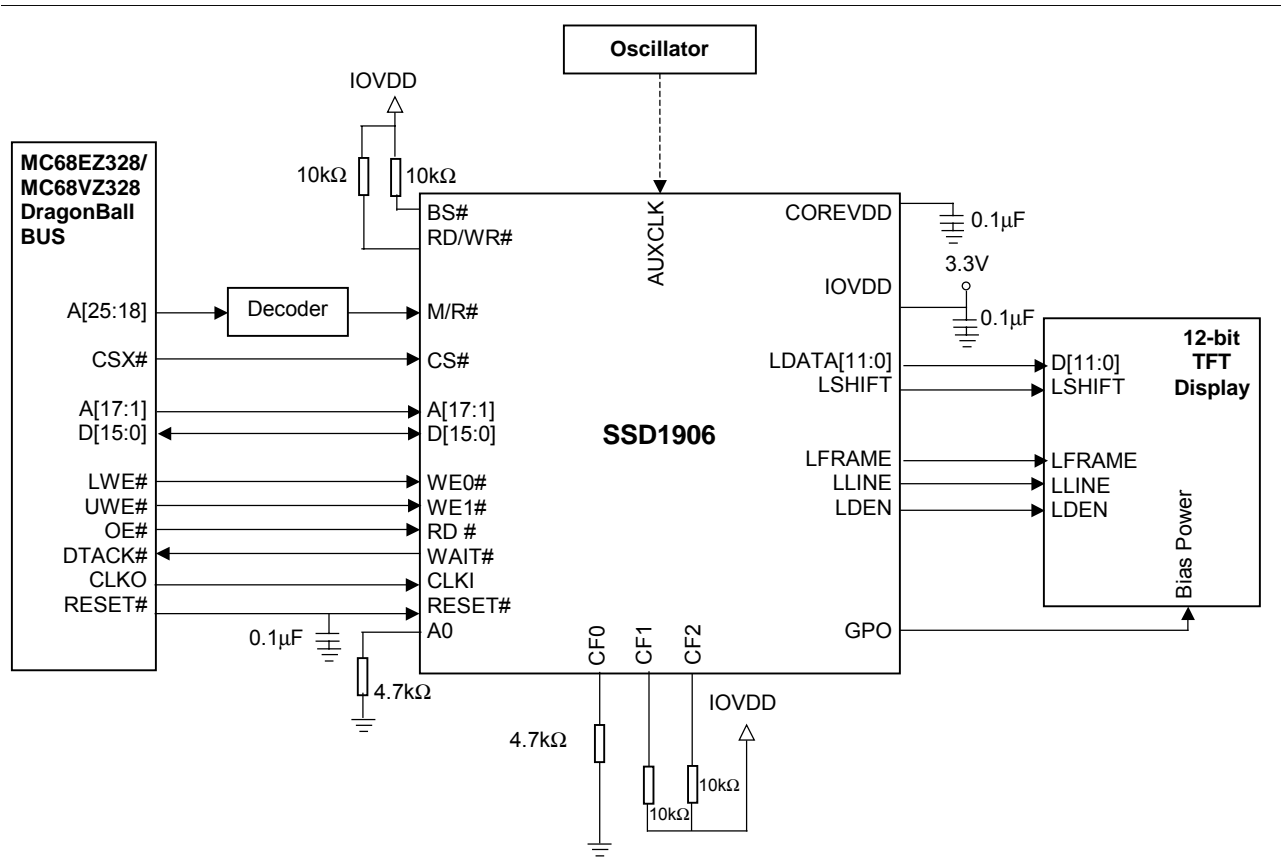 Oscillator
IOVDD
10kΩ
10kΩ
MC68EZ328/
MC68VZ328
DragonBall
BUS
A[25:18]
CSX#
A[17:1]
D[15:0]
LWE#
UWE#
OE#
DTACK#
CLKO
RESET#
Decoder
0.1μF
4.7kΩ
BS#
RD/WR#
M/R#
CS#
A[17:1]
D[15:0]
WE0#
WE1#
RD #
WAIT#
CLKI
RESET#
A0
AUXCLK
SSD1906
CF0
CF1
CF2
COREVDD
IOVDD
LDATA[11:0]
LSHIFT
LFRAME
LLINE
LDEN
GPO
0.1μF
3.3V
0.1μF
12-bit
TFT
Display
D[11:0]
LSHIFT
LFRAME
LLINE
LDEN
Bias Power
4.7kΩ
IOVDD
10kΩ
10kΩ